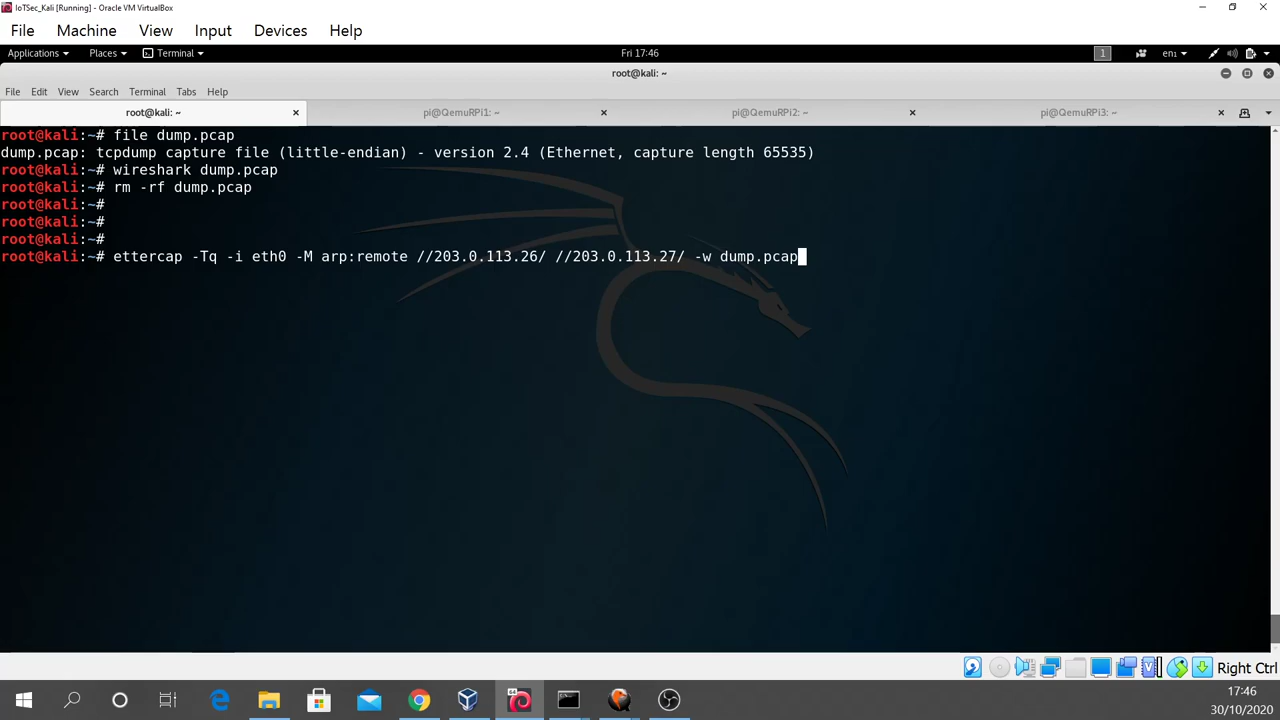 IoTSec_Kali [Running] - Oracle VM VirtualBox
File Machine View Input Devices Help
Applications Places Terminal Fri 17:46 1 en1
root@kali: ~
File Edit View Search Terminal Tabs Help
root@kali: ~ pi@QemuRPi1: ~ pi@QemuRPi2: ~ pi@QemuRPi3: ~
root@kali:~# file dump.pcap
dump.pcap: tcpdump capture file (little-endian) - version 2.4 (Ethernet, capture length 65535)
root@kali:~# wireshark dump.pcap
root@kali:~# rm -rf dump.pcap
root@kali:~#
root@kali:~#
root@kali:~#
root@kali:~# ettercap -Tq -i eth0 -M arp:remote //203.0.113.26/ //203.0.113.27/ -w dump.pcap
Right Ctrl
17:46
30/10/2020